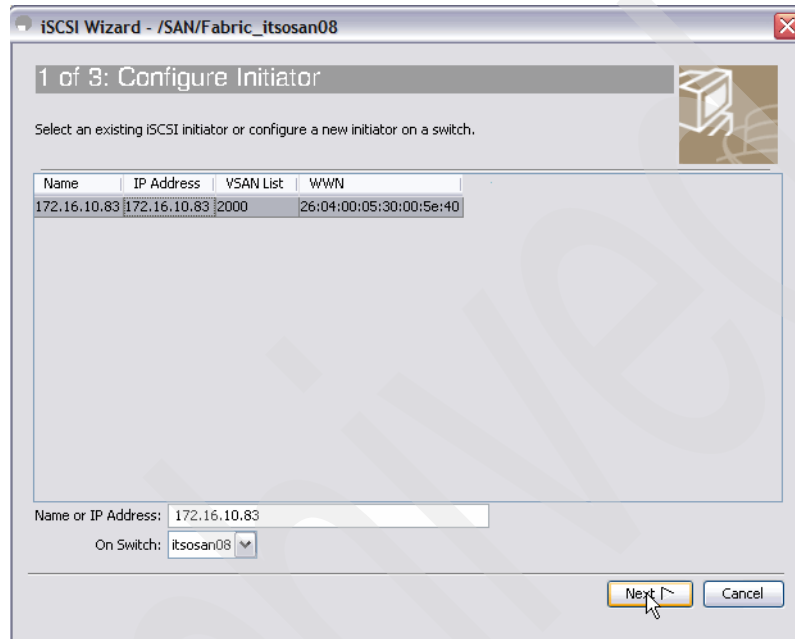 iSCSI Wizard - /SAN/Fabric_itsosan08
1 of 3: Configure Initiator
Select an existing iSCSI initiator or configure a new initiator on a switch.
Name IP Address VSAN List WWN
172.16.10.83 172.16.10.83 2000 26:04:00:05:30:00:5e:40
Name or IP Address: 172.16.10.83
On Switch: itsosan08
Next Cancel